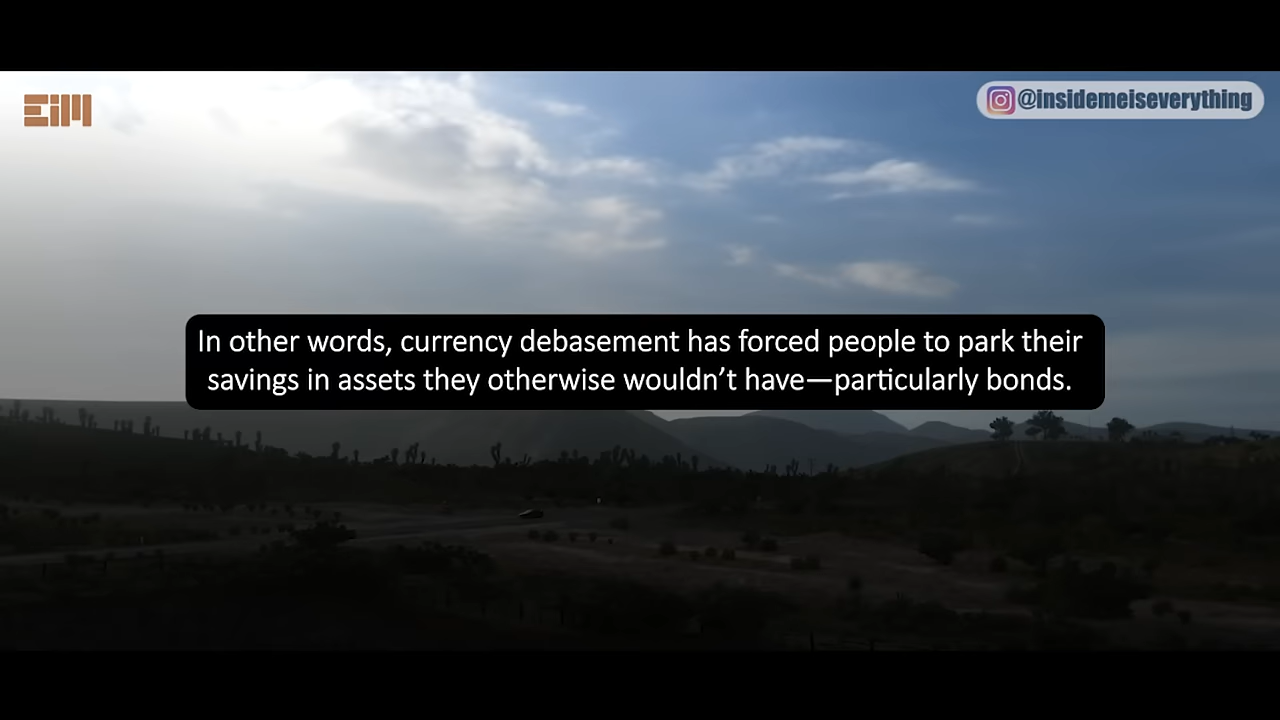 EiM
@insidemeiseverything
In other words, currency debasement has forced people to park their
savings in assets they otherwise wouldn’t have—particularly bonds.